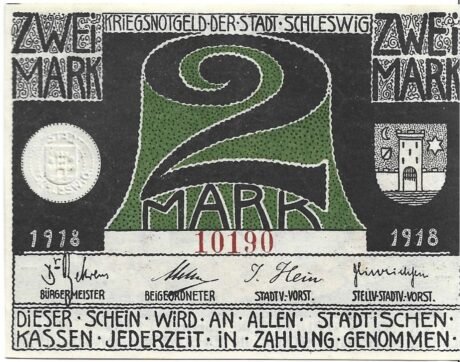 KRIEGSNOTGELD·DER·STADT·SCHLESWIG
ZWEI
MARK
ZWEI
MARK
2
MARK
1918
10190
1918
BÜRGERMEISTER
BEIGEORDNETER
STADTV.-VORST.
STELLV.-STADTV.-VORST.
J. Hein
DIESER·SCHEIN·WIRD·AN·ALLEN·STÄDTISCHEN
KASSEN·JEDERZEIT·IN·ZAHLUNG·GENOMMEN·